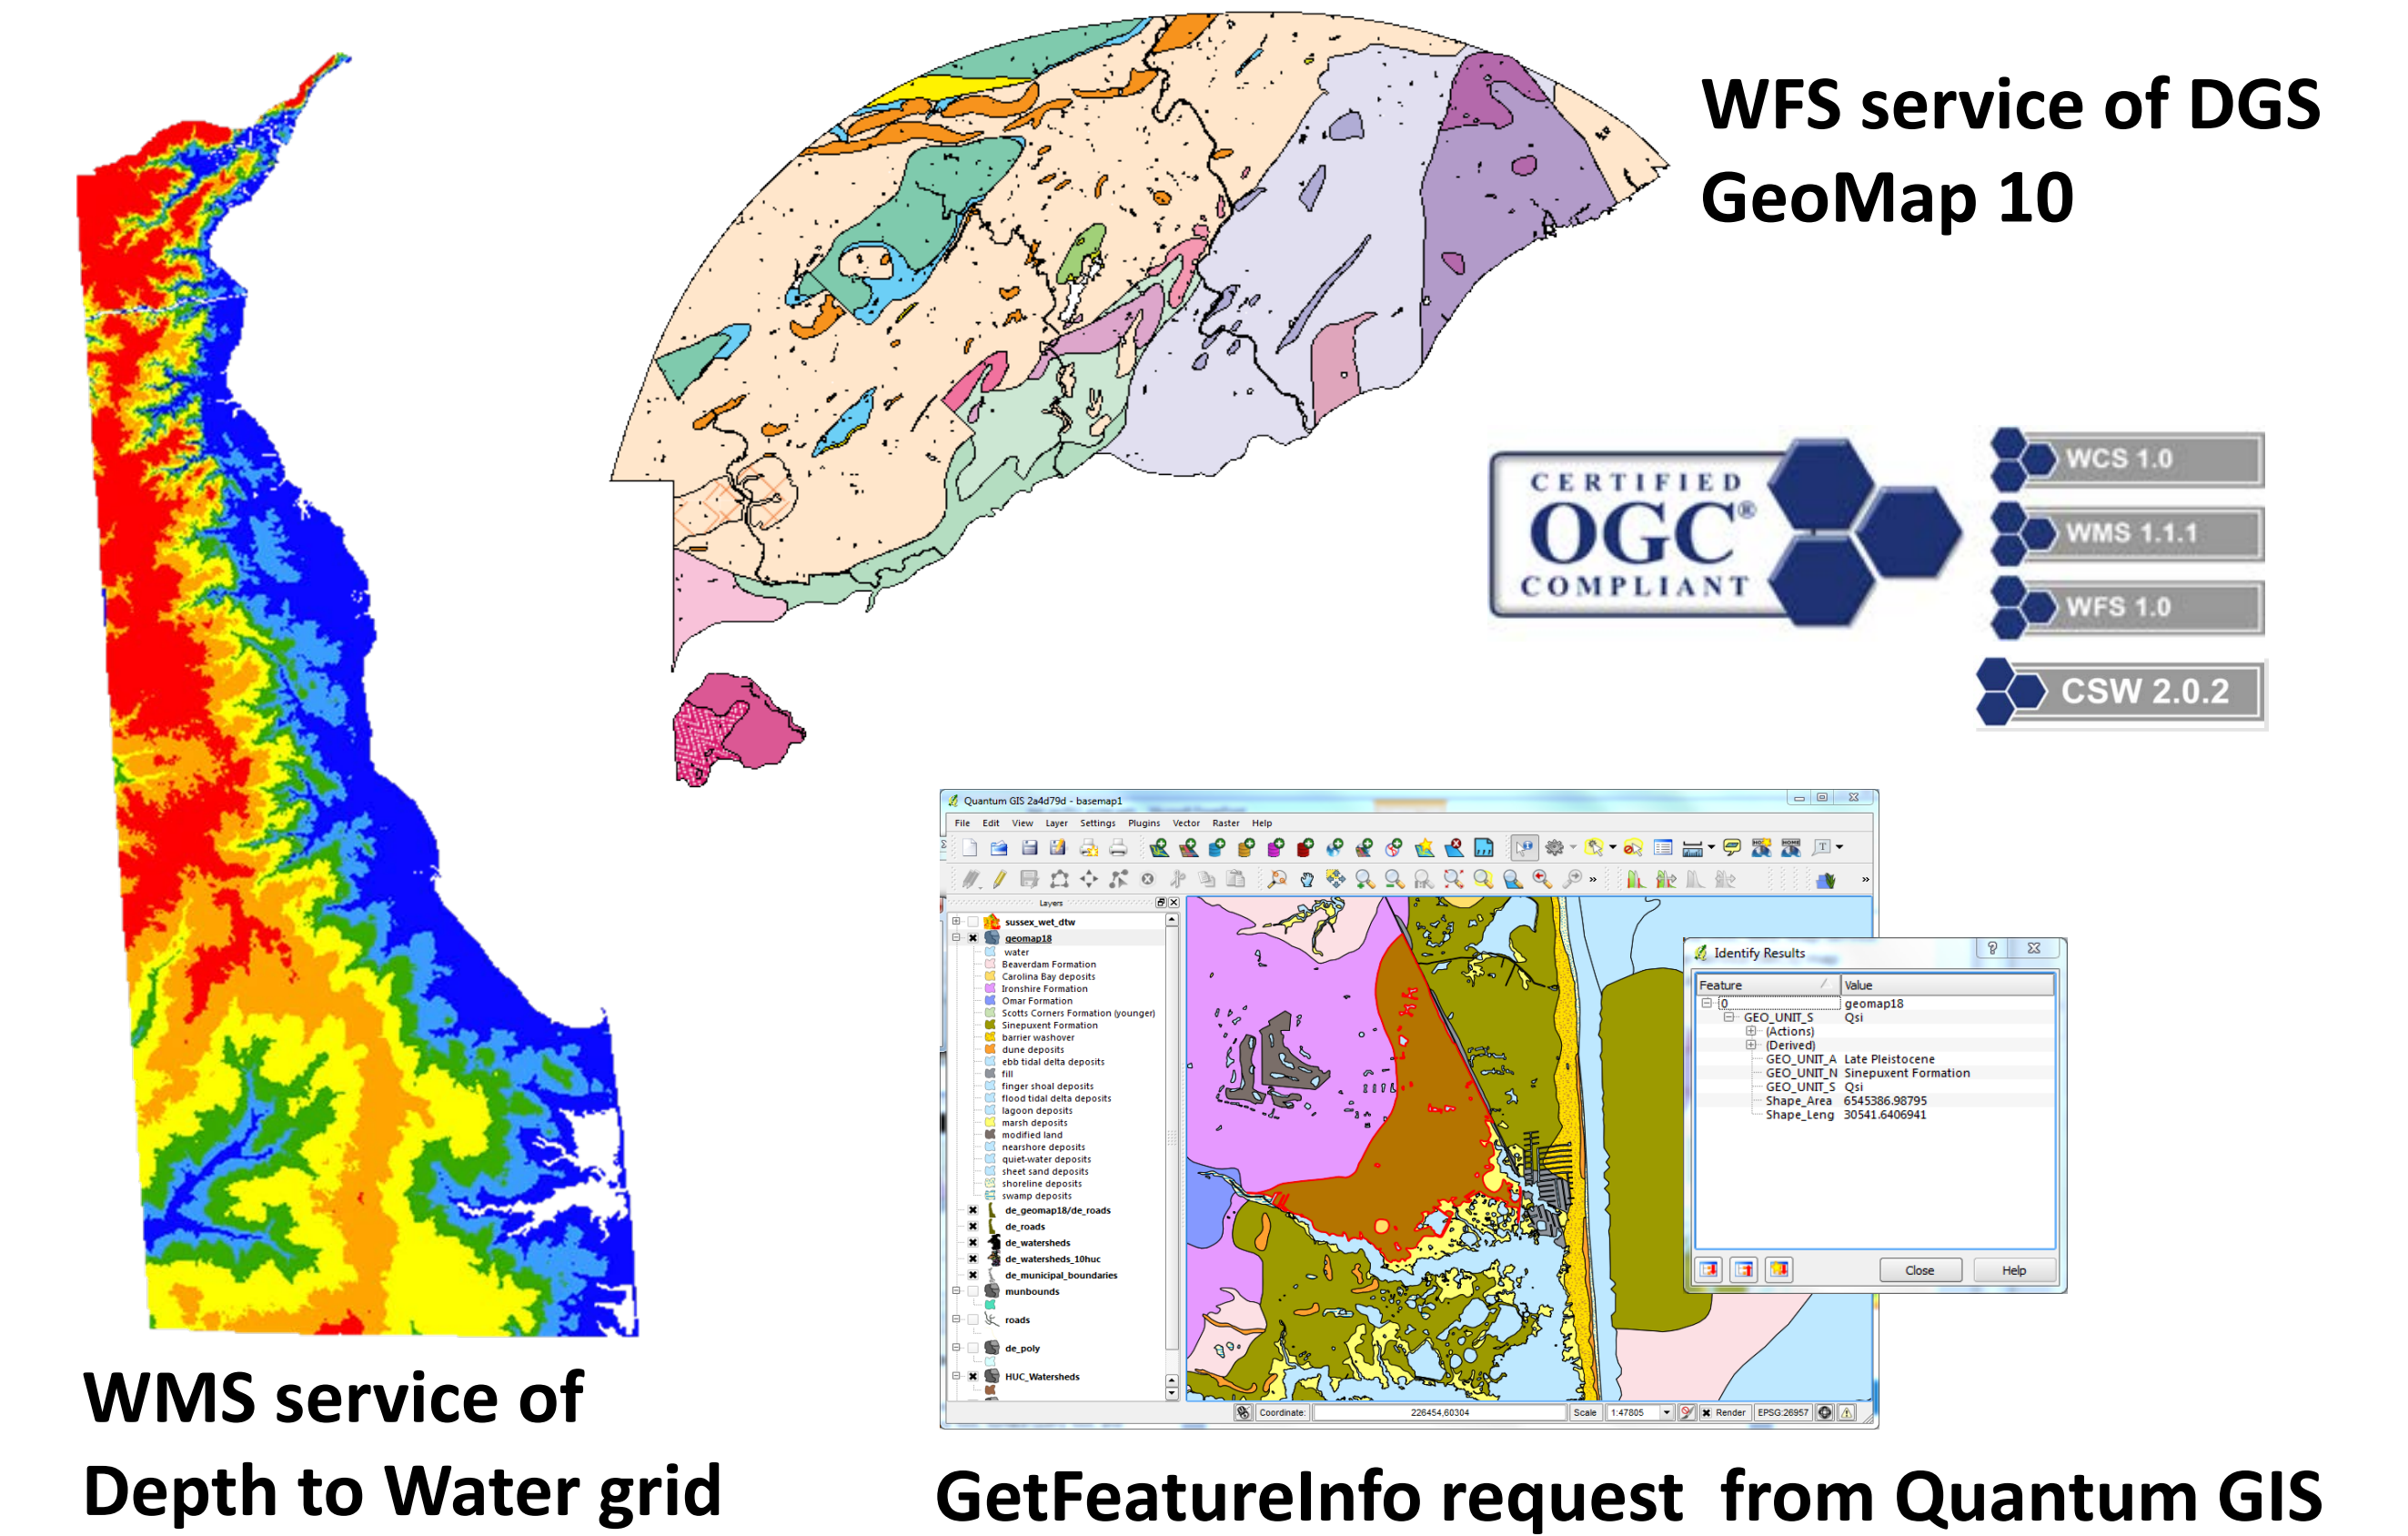 WFS service of DGS
GeoMap 10
CERTIFIED
OGC®
COMPLIANT
WCS 1.0
WMS 1.1.1
WFS 1.0
CSW 2.0.2
Quantum GIS 2a4d79d - basemap1
File Edit View Layer Settings Plugins Vector Raster Help
Layers
sussex_wet_dtw
geomap18
water
Beaverdam Formation
Carolina Bay deposits
Ironshire Formation
Omar Formation
Scotts Corners Formation (younger)
Sinepuxent Formation
barrier washover
dune deposits
ebb tidal delta deposits
fill
finger shoal deposits
flood tidal delta deposits
lagoon deposits
marsh deposits
modified land
nearshore deposits
quiet-water deposits
sheet sand deposits
shoreline deposits
swamp deposits
de_geomap18/de_roads
de_roads
de_watersheds
de_watersheds_10huc
de_municipal_boundaries
munbounds
roads
de_poly
HUC_Watersheds
Coordinate: 226454,60304 Scale 1:47805 Render EPSG:26957
Identify Results
Feature Value
0 geomap18
GEO_UNIT_S Qsi
(Actions)
(Derived)
GEO_UNIT_A Late Pleistocene
GEO_UNIT_N Sinepuxent Formation
GEO_UNIT_S Qsi
Shape_Area 6545386.98795
Shape_Leng 30541.6406941
Close Help
WMS service of
Depth to Water grid
GetFeatureInfo request from Quantum GIS